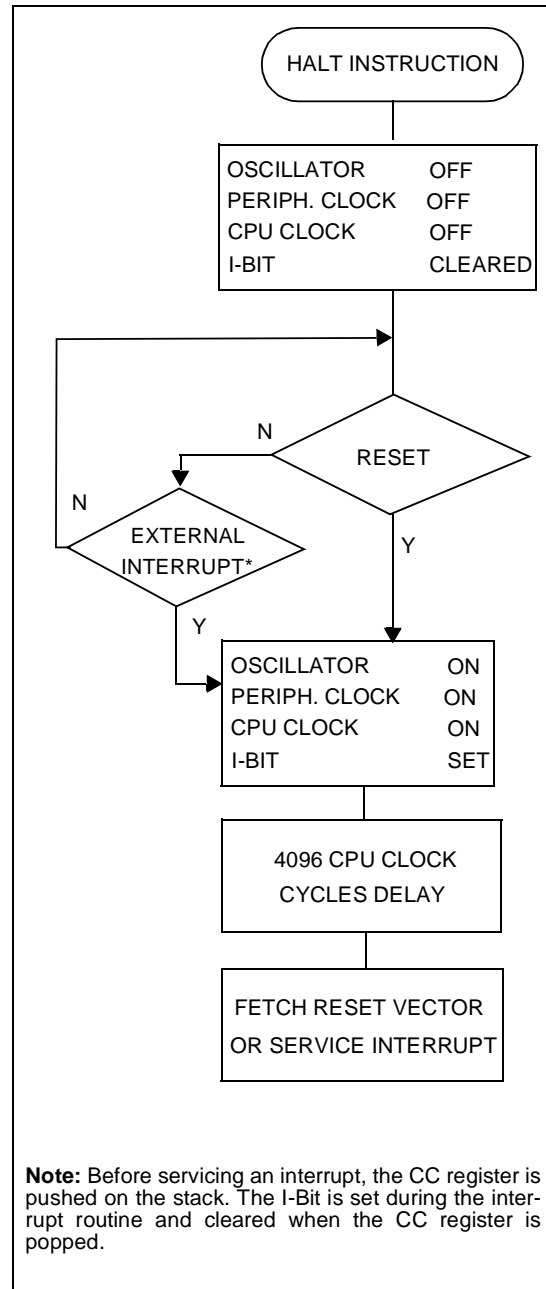 HALT INSTRUCTION
OSCILLATOR OFF
PERIPH. CLOCK OFF
CPU CLOCK OFF
I-BIT CLEARED
N
RESET
N
EXTERNAL
INTERRUPT*
Y
Y
OSCILLATOR ON
PERIPH. CLOCK ON
CPU CLOCK ON
I-BIT SET
4096 CPU CLOCK
CYCLES DELAY
FETCH RESET VECTOR
OR SERVICE INTERRUPT
Note: Before servicing an interrupt, the CC register is
pushed on the stack. The I-Bit is set during the inter-
rupt routine and cleared when the CC register is
popped.